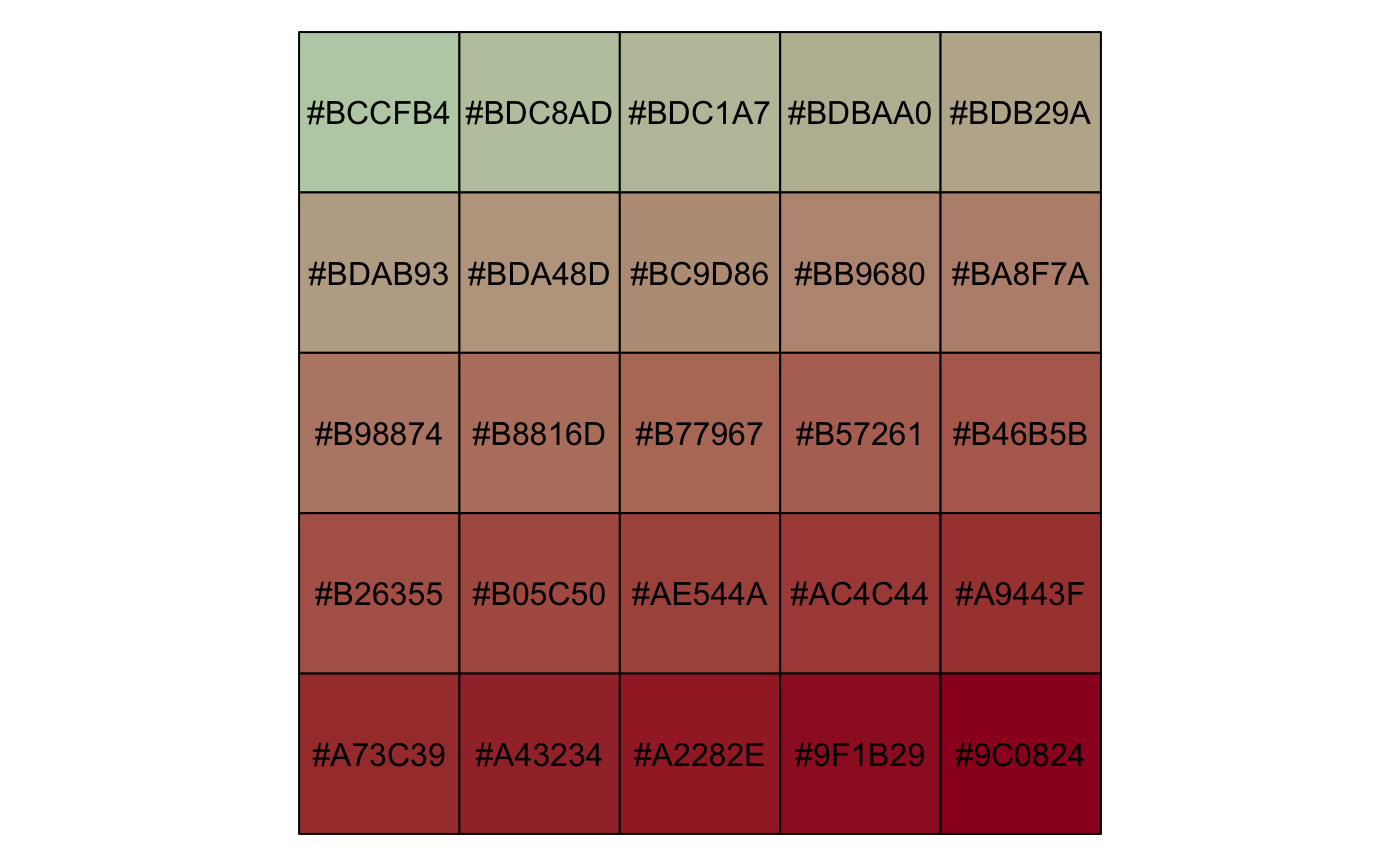 #BCCFB4 #BDC8AD #BDC1A7 #BDBAA0 #BDB29A
#BDAB93 #BDA48D #BC9D86 #BB9680 #BA8F7A
#B98874 #B8816D #B77967 #B57261 #B46B5B
#B26355 #B05C50 #AE544A #AC4C44 #A9443F
#A73C39 #A43234 #A2282E #9F1B29 #9C0824